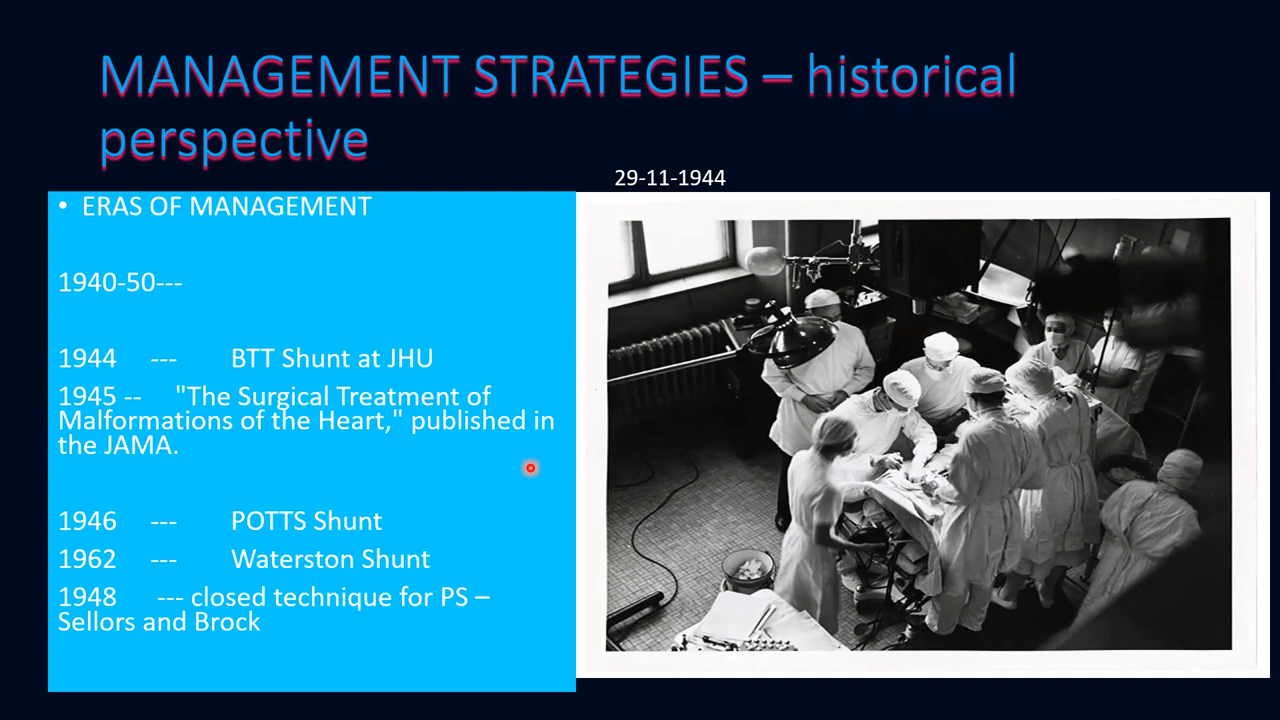 MANAGEMENT STRATEGIES – historical
perspective
29-11-1944
• ERAS OF MANAGEMENT
1940-50---
1944 --- BTT Shunt at JHU
1945 -- "The Surgical Treatment of
Malformations of the Heart," published in
the JAMA.
1946 --- POTTS Shunt
1962 --- Waterston Shunt
1948 --- closed technique for PS –
Sellors and Brock